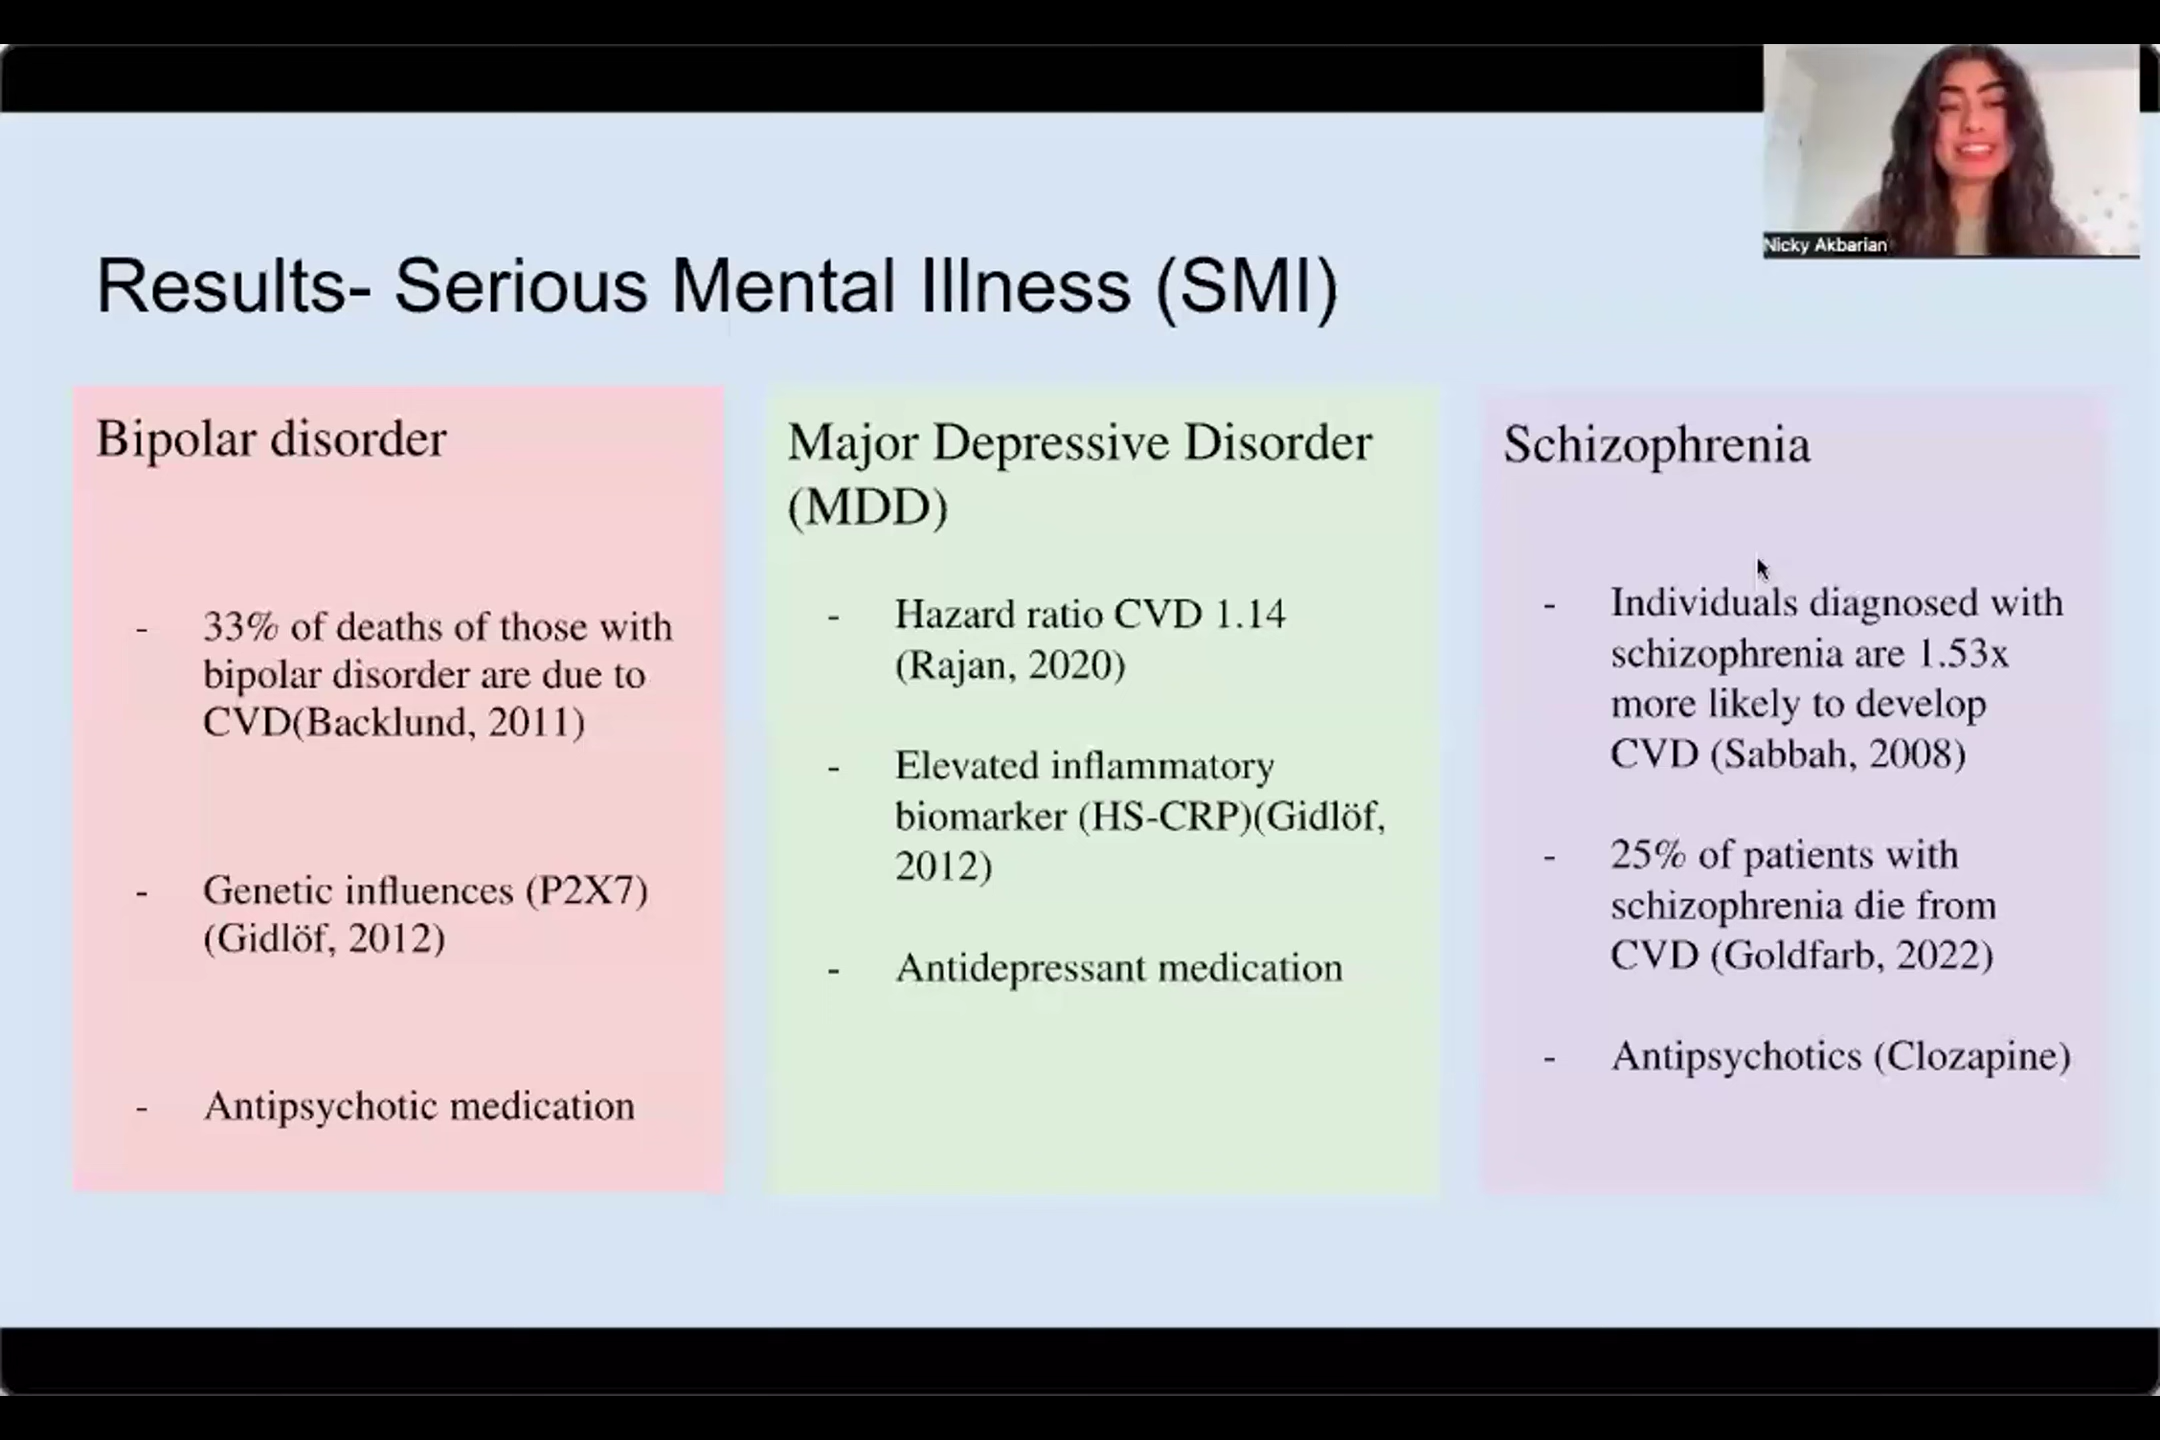 Nicky Akbarian
Results- Serious Mental Illness (SMI)
Bipolar disorder
- 33% of deaths of those with
bipolar disorder are due to
CVD(Backlund, 2011)
- Genetic influences (P2X7)
(Gidlöf, 2012)
- Antipsychotic medication
Major Depressive Disorder
(MDD)
- Hazard ratio CVD 1.14
(Rajan, 2020)
- Elevated inflammatory
biomarker (HS-CRP)(Gidlöf,
2012)
- Antidepressant medication
Schizophrenia
- Individuals diagnosed with
schizophrenia are 1.53x
more likely to develop
CVD (Sabbah, 2008)
- 25% of patients with
schizophrenia die from
CVD (Goldfarb, 2022)
- Antipsychotics (Clozapine)